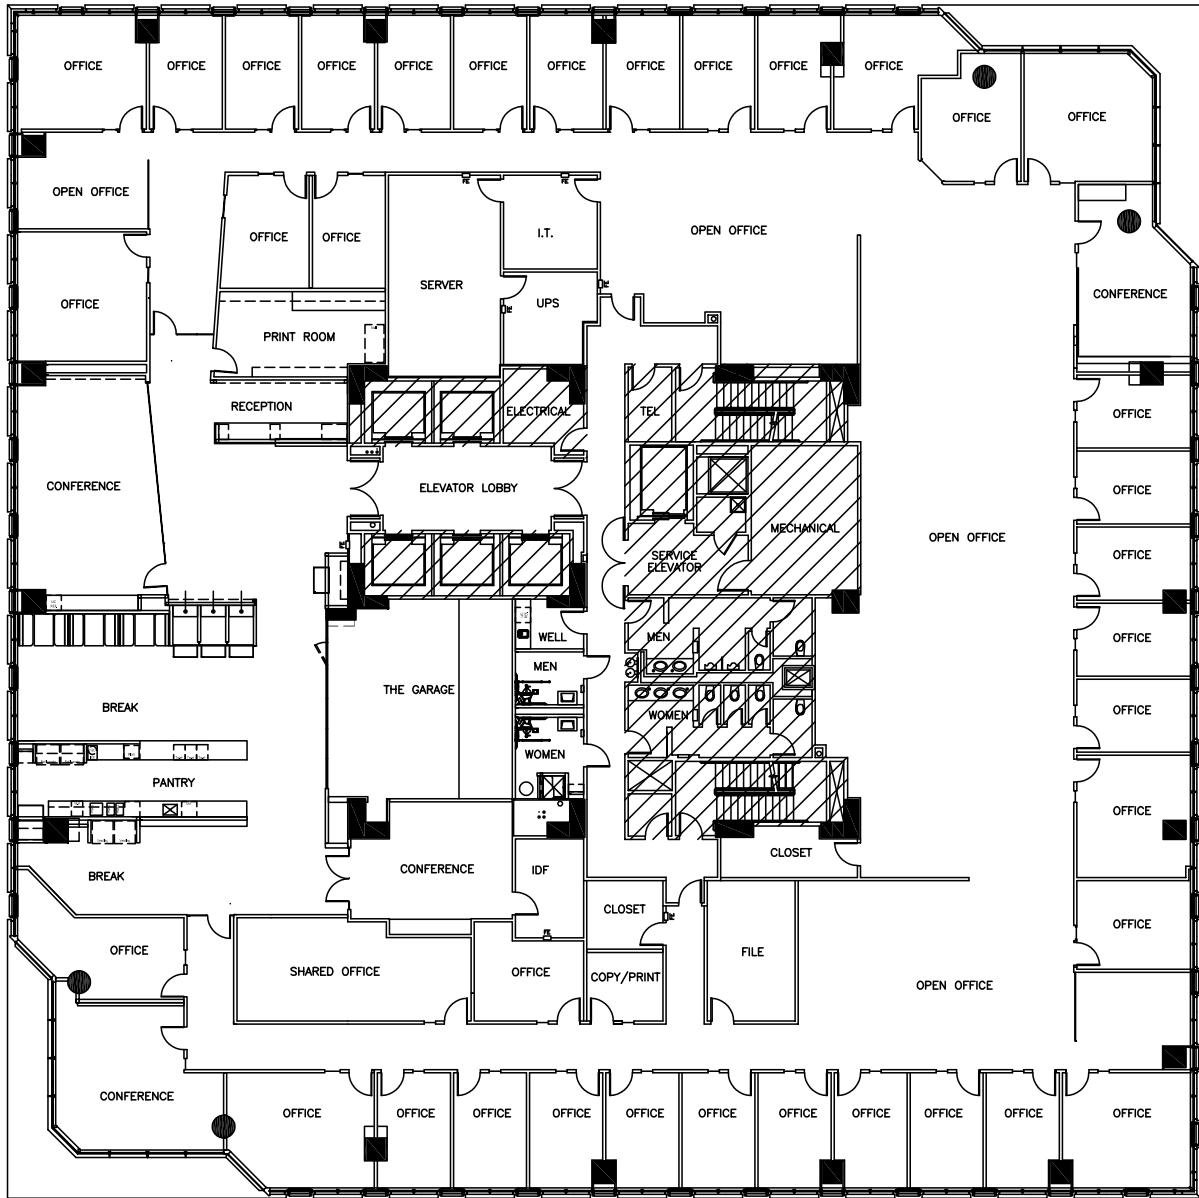 OFFICE OFFICE OFFICE OFFICE OFFICE OFFICE OFFICE OFFICE OFFICE OFFICE OFFICE
OFFICE OFFICE
OPEN OFFICE
OFFICE OFFICE I.T. OPEN OFFICE
SERVER
CONFERENCE
OFFICE UPS
PRINT ROOM
RECEPTION ELECTRICAL TEL OFFICE
CONFERENCE ELEVATOR LOBBY OFFICE
MECHANICAL
OPEN OFFICE
SERVICE
ELEVATOR
OFFICE
WELL MEN OFFICE
MEN
THE GARAGE
BREAK WOMEN OFFICE
WOMEN
PANTRY
OFFICE
CLOSET
BREAK CONFERENCE IDF
CLOSET
OFFICE FILE OFFICE
SHARED OFFICE OFFICE COPY/PRINT
OPEN OFFICE
CONFERENCE
OFFICE OFFICE OFFICE OFFICE OFFICE OFFICE OFFICE OFFICE OFFICE OFFICE OFFICE